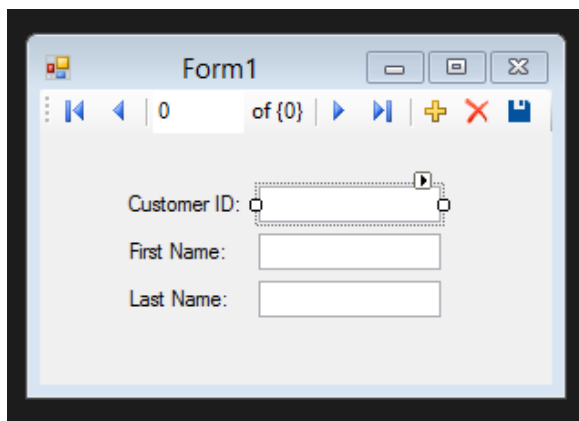 Form1
0 of {0}
Customer ID:
First Name:
Last Name: